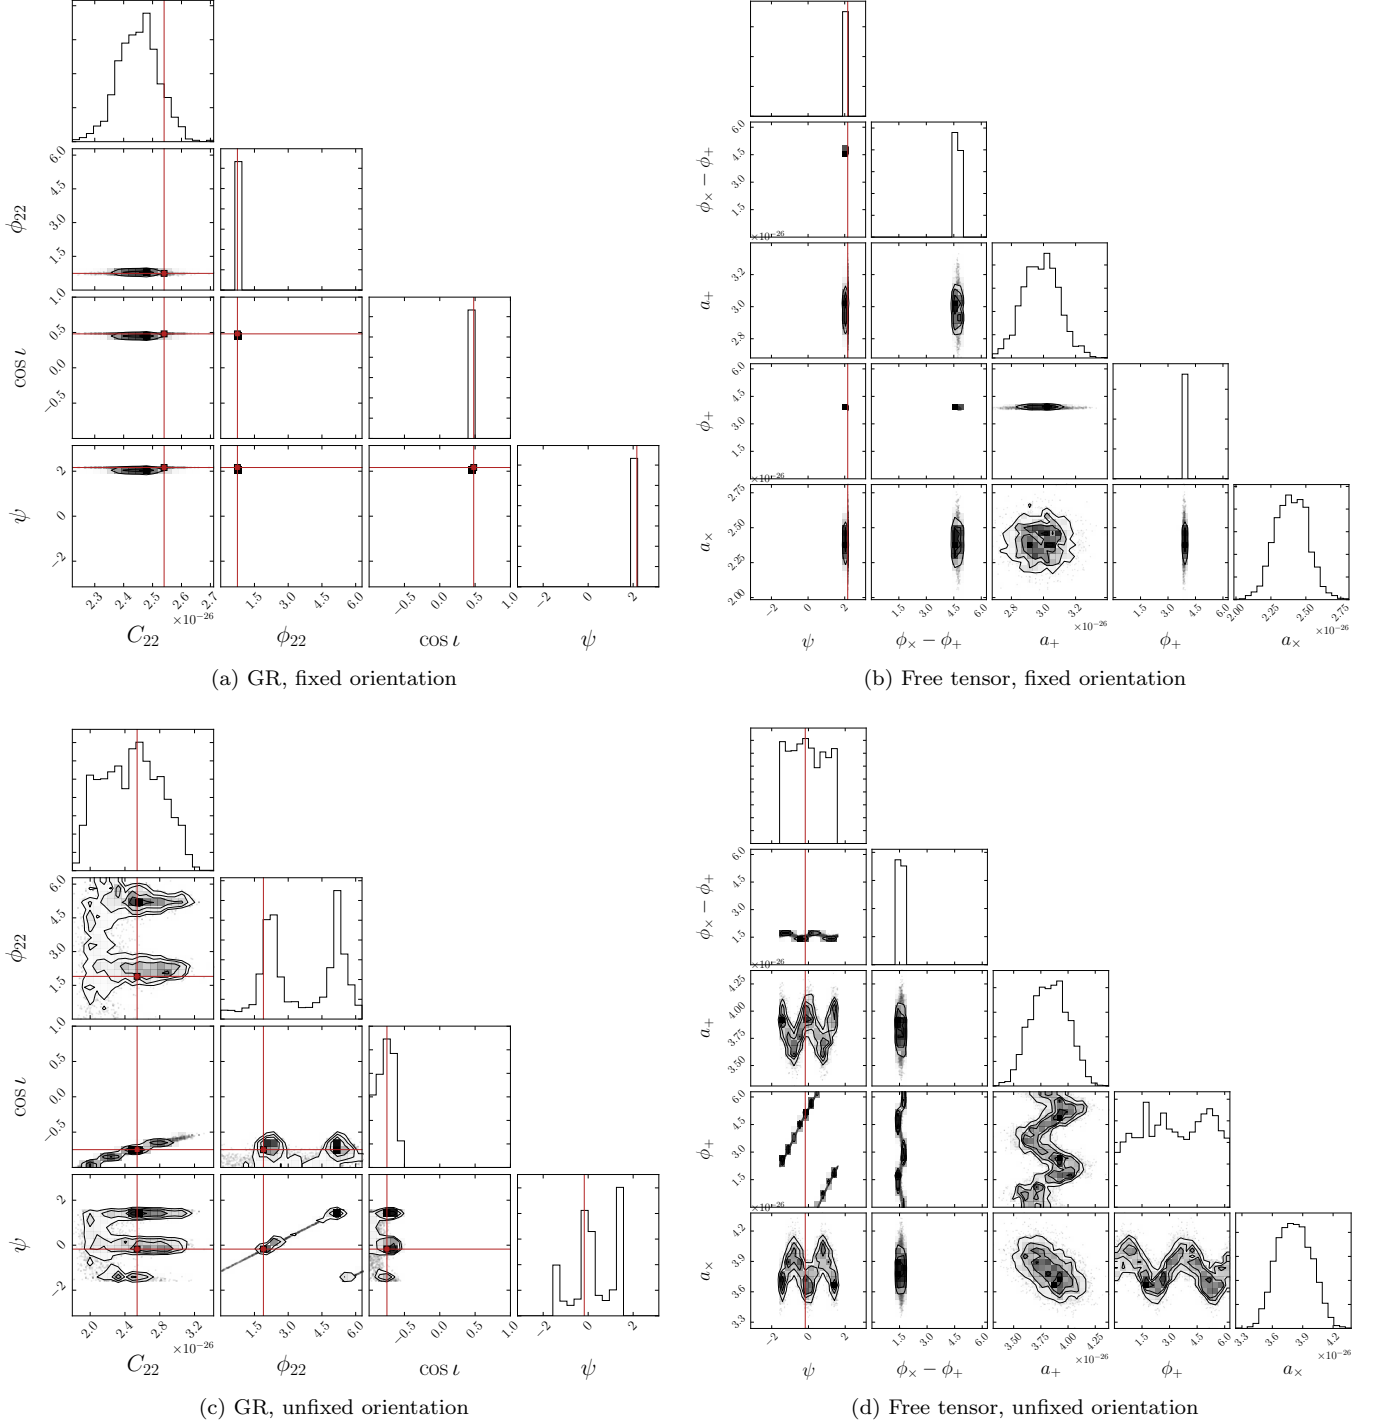 φ22
6.0
4.5
3.0
1.5
cos ι
1.0
0.5
0.0
−0.5
ψ
2
0
−2
2.3 2.4 2.5 2.6 2.7
×10−26
1.5 3.0 4.5 6.0
−0.5 0.0 0.5 1.0
−2 0 2
C22 φ22 cos ι ψ
(a) GR, fixed orientation
φ× − φ+
6.0
4.5
3.0
1.5
×10−26
a+
3.2
3.0
2.8
φ+
6.0
4.5
3.0
1.5
×10−26
a×
2.75
2.50
2.25
2.00
−2 0 2
1.5 3.0 4.5 6.0
2.8 3.0 3.2
×10−26
1.5 3.0 4.5 6.0
2.00 2.25 2.50 2.75
×10−26
ψ φ× − φ+ a+ φ+ a×
(b) Free tensor, fixed orientation
φ22
6.0
4.5
3.0
1.5
cos ι
1.0
0.5
0.0
−0.5
ψ
2
0
−2
2.0 2.4 2.8 3.2
×10−26
1.5 3.0 4.5 6.0
−0.5 0.0 0.5 1.0
−2 0 2
C22 φ22 cos ι ψ
(c) GR, unfixed orientation
φ× − φ+
6.0
4.5
3.0
1.5
×10−26
a+
4.25
4.00
3.75
3.50
φ+
6.0
4.5
3.0
1.5
×10−26
a×
4.2
3.9
3.6
3.3
−2 0 2
1.5 3.0 4.5 6.0
3.50 3.75 4.00 4.25
×10−26
1.5 3.0 4.5 6.0
3.3 3.6 3.9 4.2
×10−26
ψ φ× − φ+ a+ φ+ a×
(d) Free tensor, unfixed orientation